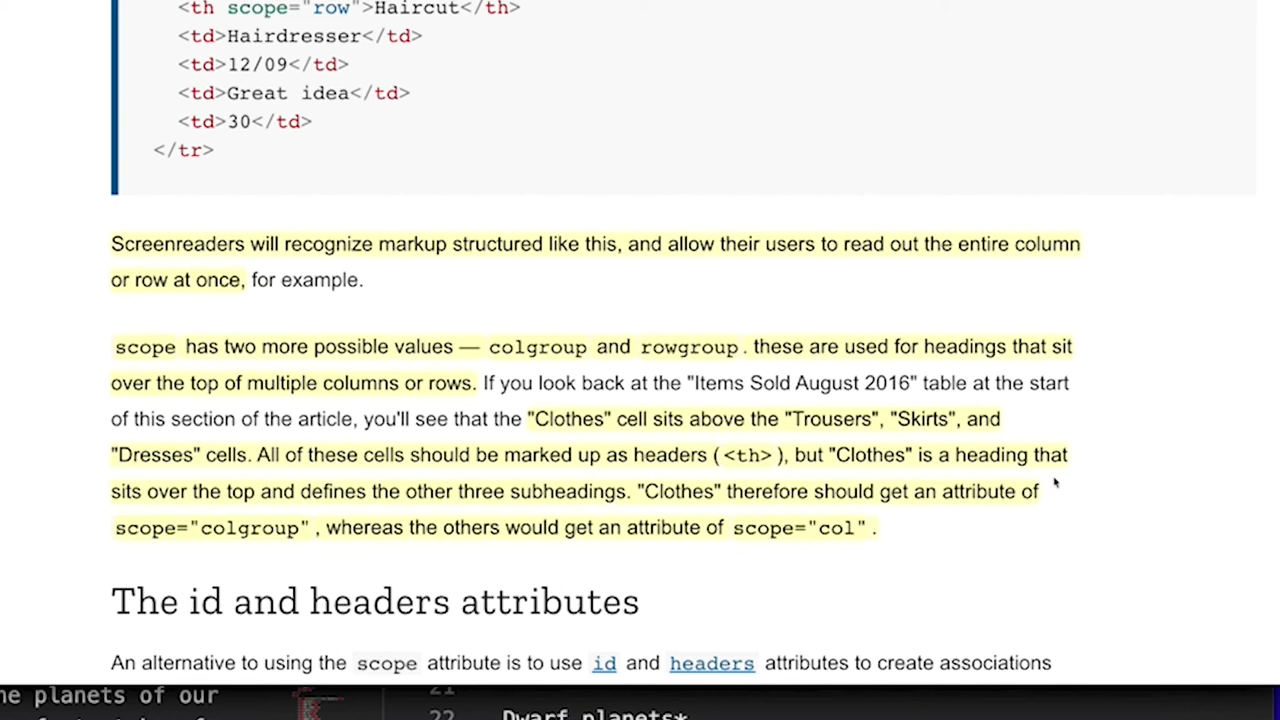 <th scope="row">Haircut</th>
<td>Hairdresser</td>
<td>12/09</td>
<td>Great idea</td>
<td>30</td>
</tr>
Screenreaders will recognize markup structured like this, and allow their users to read out the entire column
or row at once, for example.
scope has two more possible values — colgroup and rowgroup. these are used for headings that sit
over the top of multiple columns or rows. If you look back at the "Items Sold August 2016" table at the start
of this section of the article, you'll see that the "Clothes" cell sits above the "Trousers", "Skirts", and
"Dresses" cells. All of these cells should be marked up as headers (<th>), but "Clothes" is a heading that
sits over the top and defines the other three subheadings. "Clothes" therefore should get an attribute of
scope="colgroup", whereas the others would get an attribute of scope="col".
The id and headers attributes
An alternative to using the scope attribute is to use id and headers attributes to create associations
he planets of our
22 Dwarf planets*